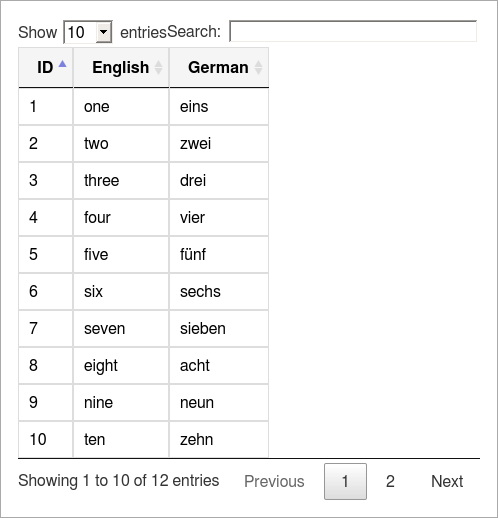 Show 10 entries Search:
ID English German
1 one eins
2 two zwei
3 three drei
4 four vier
5 five fünf
6 six sechs
7 seven sieben
8 eight acht
9 nine neun
10 ten zehn
Showing 1 to 10 of 12 entries Previous 1 2 Next